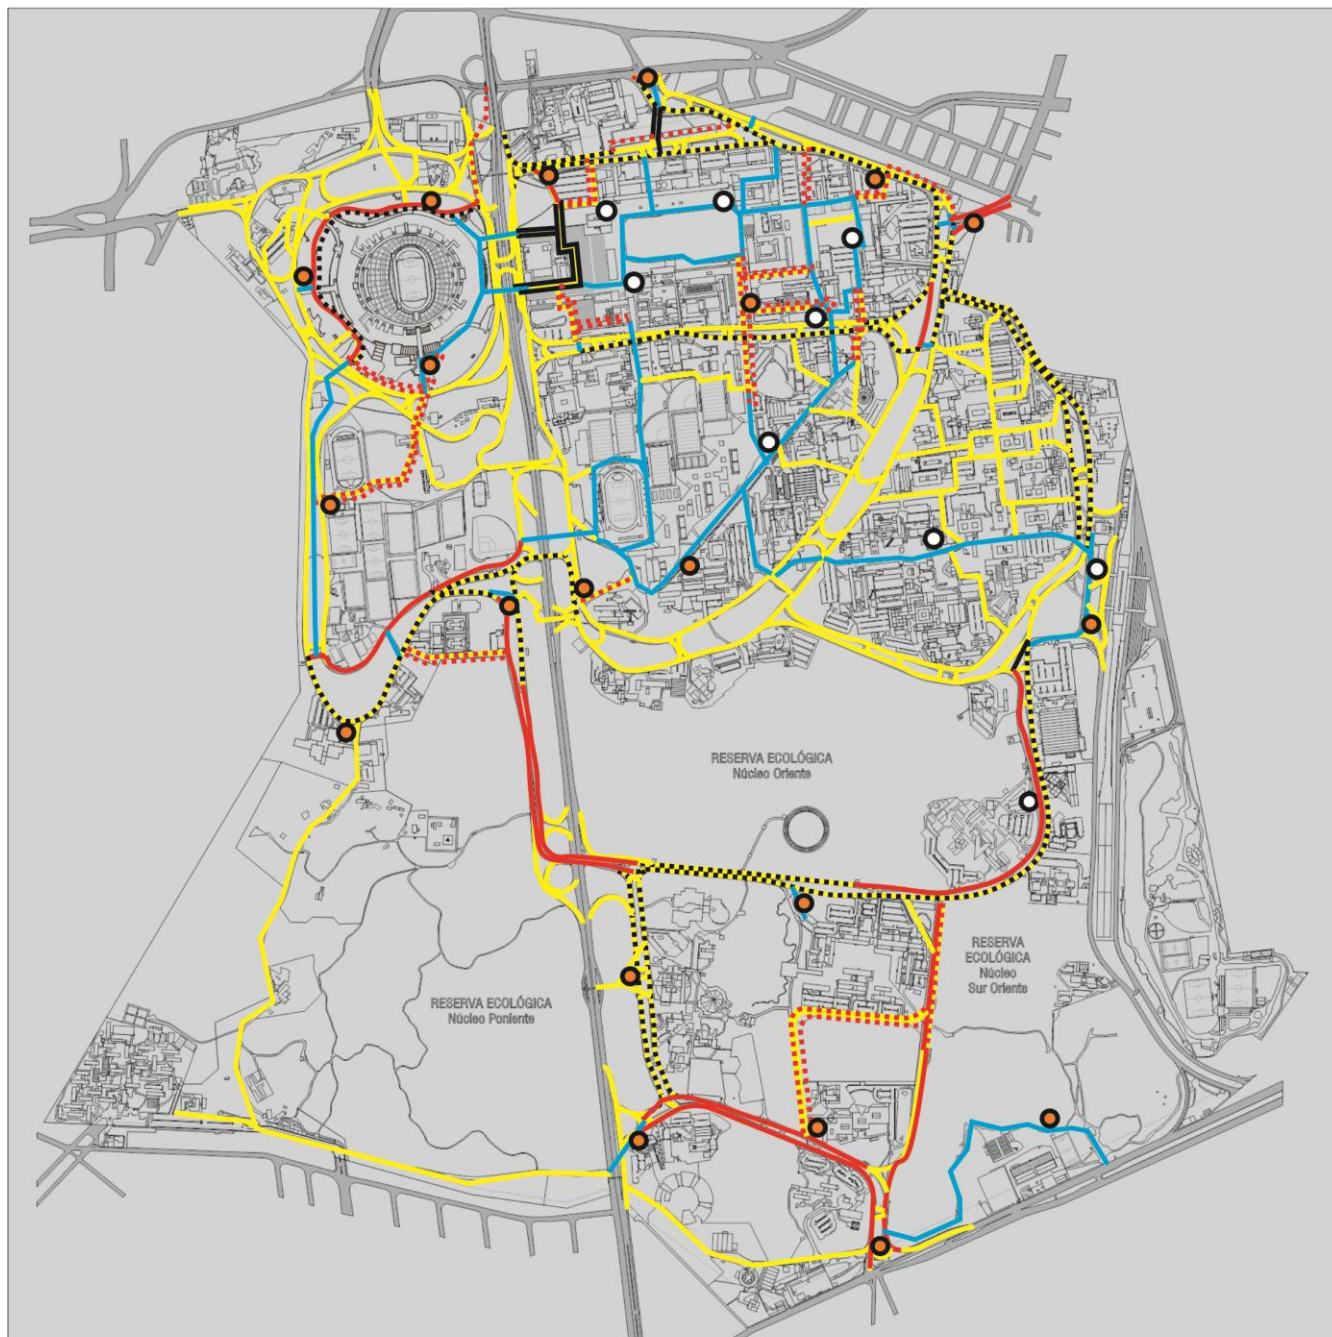 RESERVA ECOLÓGICA
Núcleo Oriente
RESERVA
ECOLÓGICA
Núcleo
Sur Oriente
RESERVA ECOLÓGICA
Núcleo Poniente